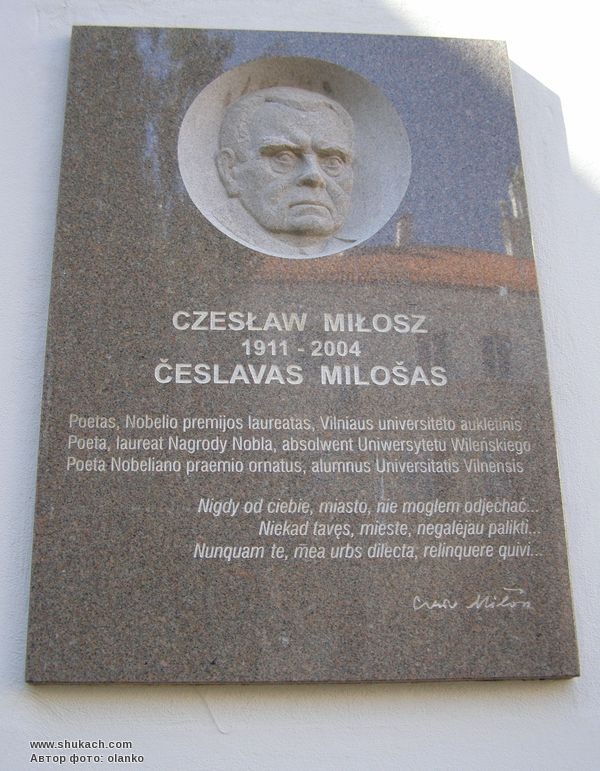 CZESŁAW MIŁOSZ
1911 - 2004
ČESLAVAS MILOŠAS
Poetas, Nobelio premijos laureatas, Vilniaus universiteto auklėtinis
Poeta, laureat Nagrody Nobla, absolwent Uniwersytetu Wileńskiego
Poeta Nobeliano praemio ornatus, alumnus Universitatis Vilnensis
Nigdy od ciebie, miasto, nie mogłem odjechać...
Niekad tavęs, mieste, negalėjau palikti...
Nunquam te, mea urbs dilecta, relinquere quivi...
Miłosz
www.shukach.com
Автор фото: olanko